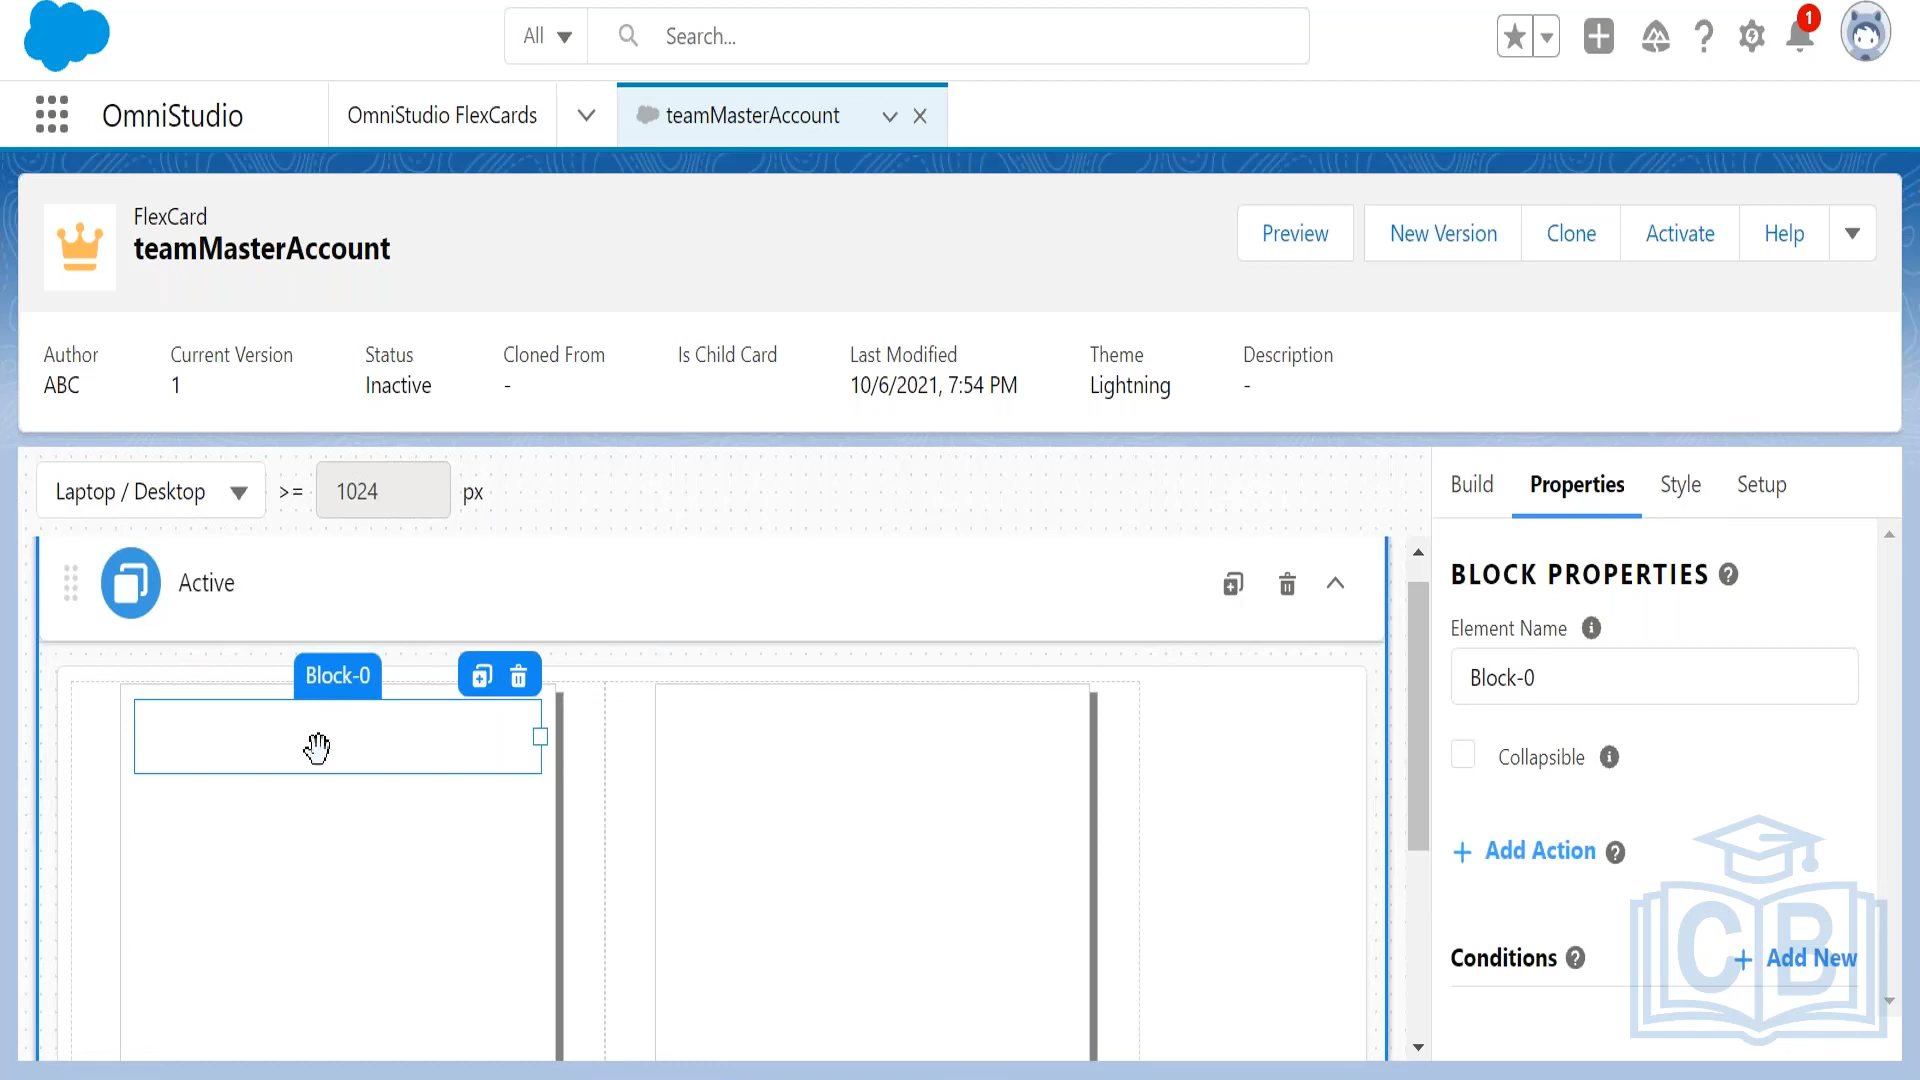 All Search...
1
OmniStudio OmniStudio FlexCards teamMasterAccount
FlexCard
teamMasterAccount
Preview New Version Clone Activate Help
Author Current Version Status Cloned From Is Child Card Last Modified Theme Description
ABC 1 Inactive - 10/6/2021, 7:54 PM Lightning -
Laptop / Desktop >= 1024 px
Build Properties Style Setup
Active
BLOCK PROPERTIES
Element Name
Block-0
Block-0
Collapsible
+ Add Action
Conditions + Add New
CB